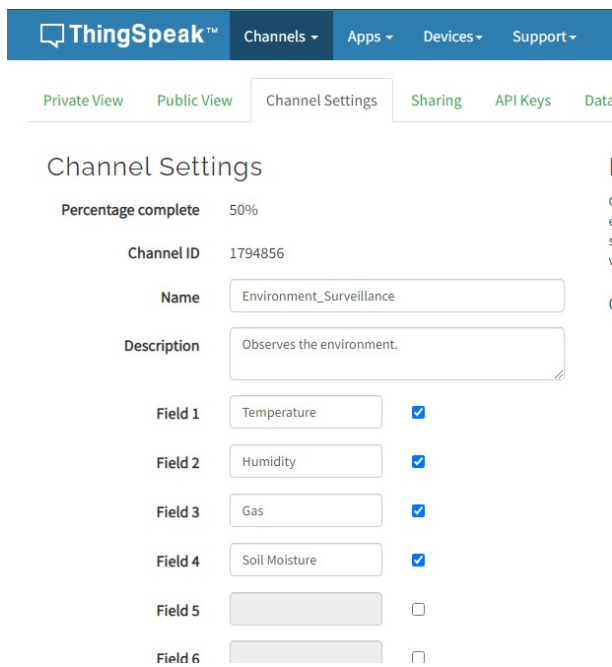 ThingSpeak™ Channels Apps Devices Support
Private View Public View Channel Settings Sharing API Keys Data
Channel Settings
Percentage complete 50%
Channel ID 1794856
Name Environment_Surveillance
Description Observes the environment.
Field 1 Temperature
Field 2 Humidity
Field 3 Gas
Field 4 Soil Moisture
Field 5
Field 6